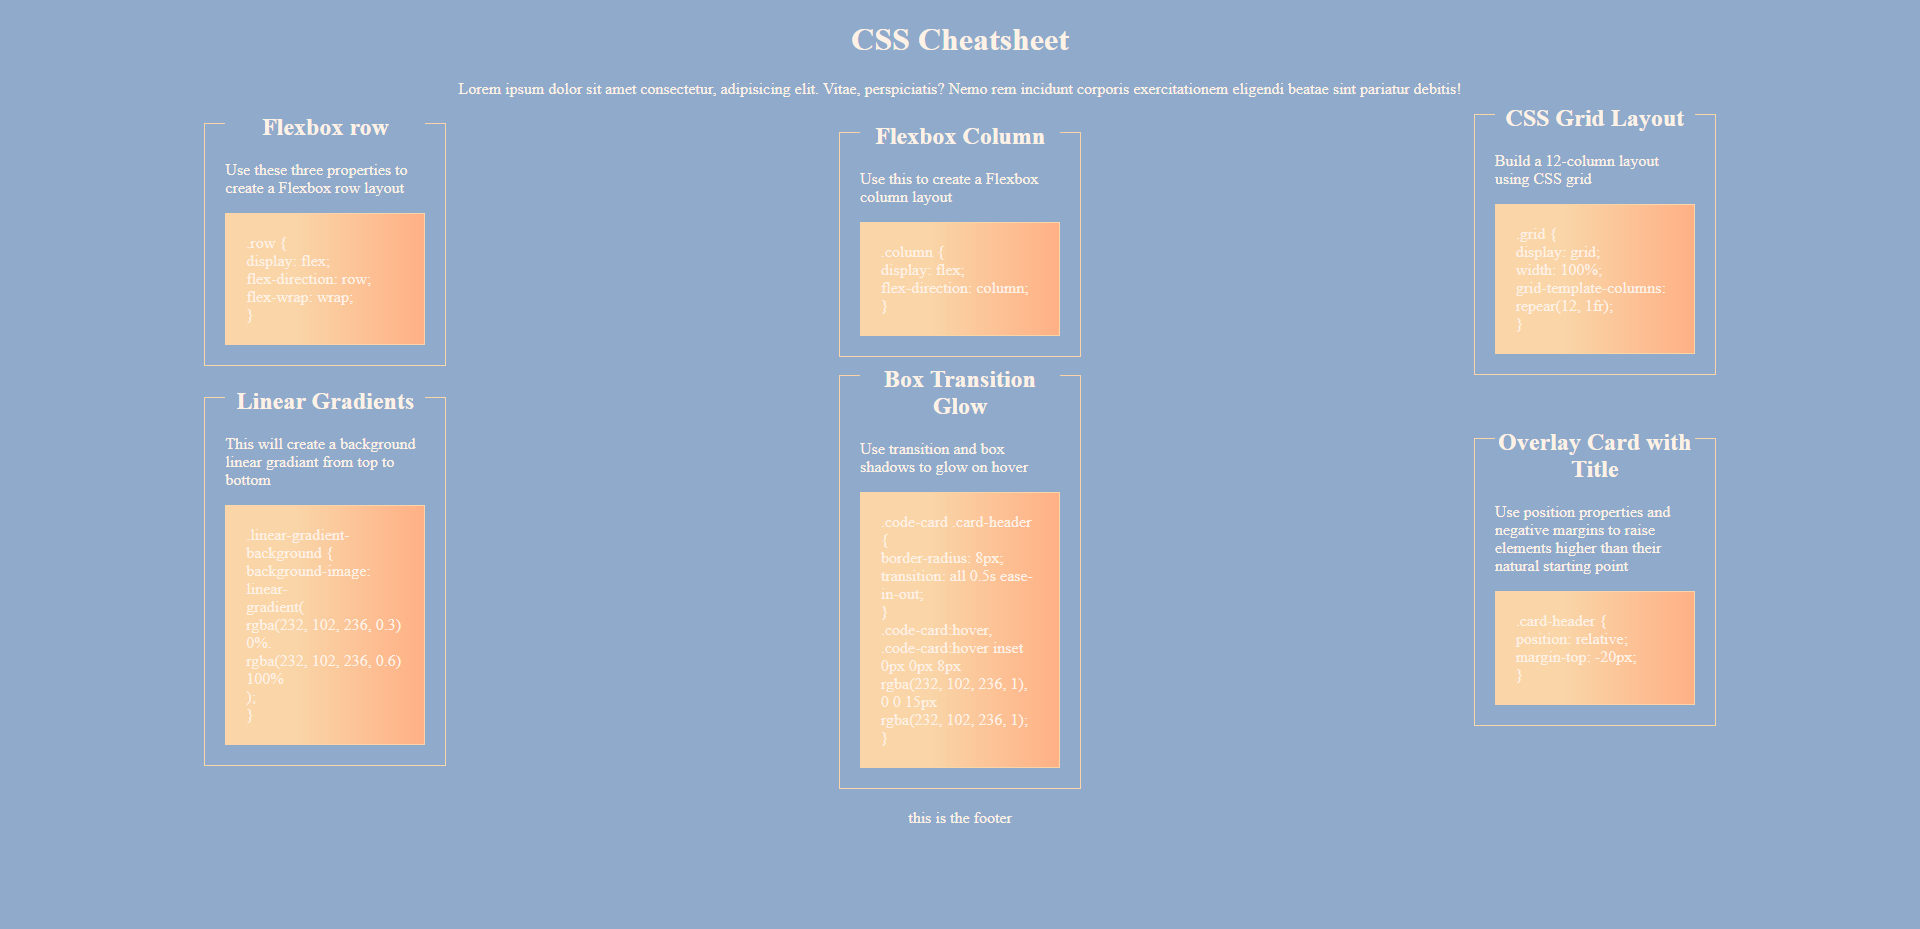 CSS Cheatsheet
Lorem ipsum dolor sit amet consectetur, adipisicing elit. Vitae, perspiciatis? Nemo rem incidunt corporis exercitationem eligendi beatae sint pariatur debitis!
Flexbox row
Use these three properties to
create a Flexbox row layout
.row {
display: flex;
flex-direction: row;
flex-wrap: wrap;
}
Flexbox Column
Use this to create a Flexbox
column layout
.column {
display: flex;
flex-direction: column;
}
CSS Grid Layout
Build a 12-column layout
using CSS grid
.grid {
display: grid;
width: 100%;
grid-template-columns:
repear(12, 1fr);
}
Linear Gradients
This will create a background
linear gradiant from top to
bottom
.linear-gradient-
background {
background-image:
linear-
gradient(
rgba(232, 102, 236, 0.3)
0%.
rgba(232, 102, 236, 0.6)
100%
);
}
Box Transition
Glow
Use transition and box
shadows to glow on hover
.code-card .card-header
{
border-radius: 8px;
transition: all 0.5s ease-
in-out;
}
.code-card:hover,
.code-card:hover inset
0px 0px 8px
rgba(232, 102, 236, 1),
0 0 15px
rgba(232, 102, 236, 1);
}
Overlay Card with
Title
Use position properties and
negative margins to raise
elements higher than their
natural starting point
.card-header {
position: relative;
margin-top: -20px;
}
this is the footer